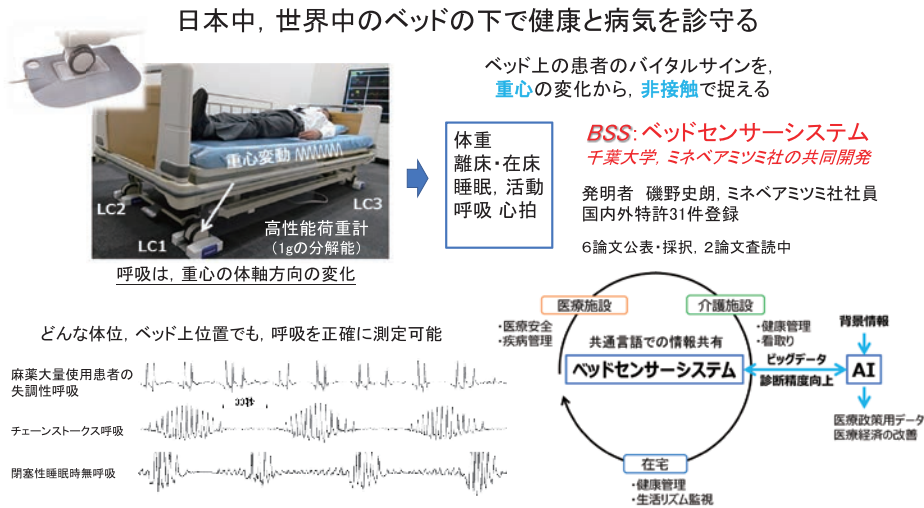 日本中，世界中のベッドの下で健康と病気を診守る
ベッド上の患者のバイタルサインを，
重心の変化から，非接触で捉える
重心変動
LC2
LC3
LC1
高性能荷重計
（1gの分解能）
呼吸は，重心の体軸方向の変化
体重
離床・在床
睡眠，活動
呼吸 心拍
BSS：ベッドセンサーシステム
千葉大学，ミネベアミツミ社の共同開発
発明者　磯野史朗，ミネベアミツミ社社員
国内外特許31件登録
６論文公表・採択，２論文査読中
どんな体位，ベッド上位置でも，呼吸を正確に測定可能
麻薬大量使用患者の
失調性呼吸
チェーンストークス呼吸
閉塞性睡眠時無呼吸
医療施設
・医療安全
・疾病管理
介護施設
・健康管理
・看取り
共通言語での情報共有
ベッドセンサーシステム
ビッグデータ
診断精度向上
背景情報
AI
医療政策用データ
医療経済の改善
在宅
・健康管理
・生活リズム監視